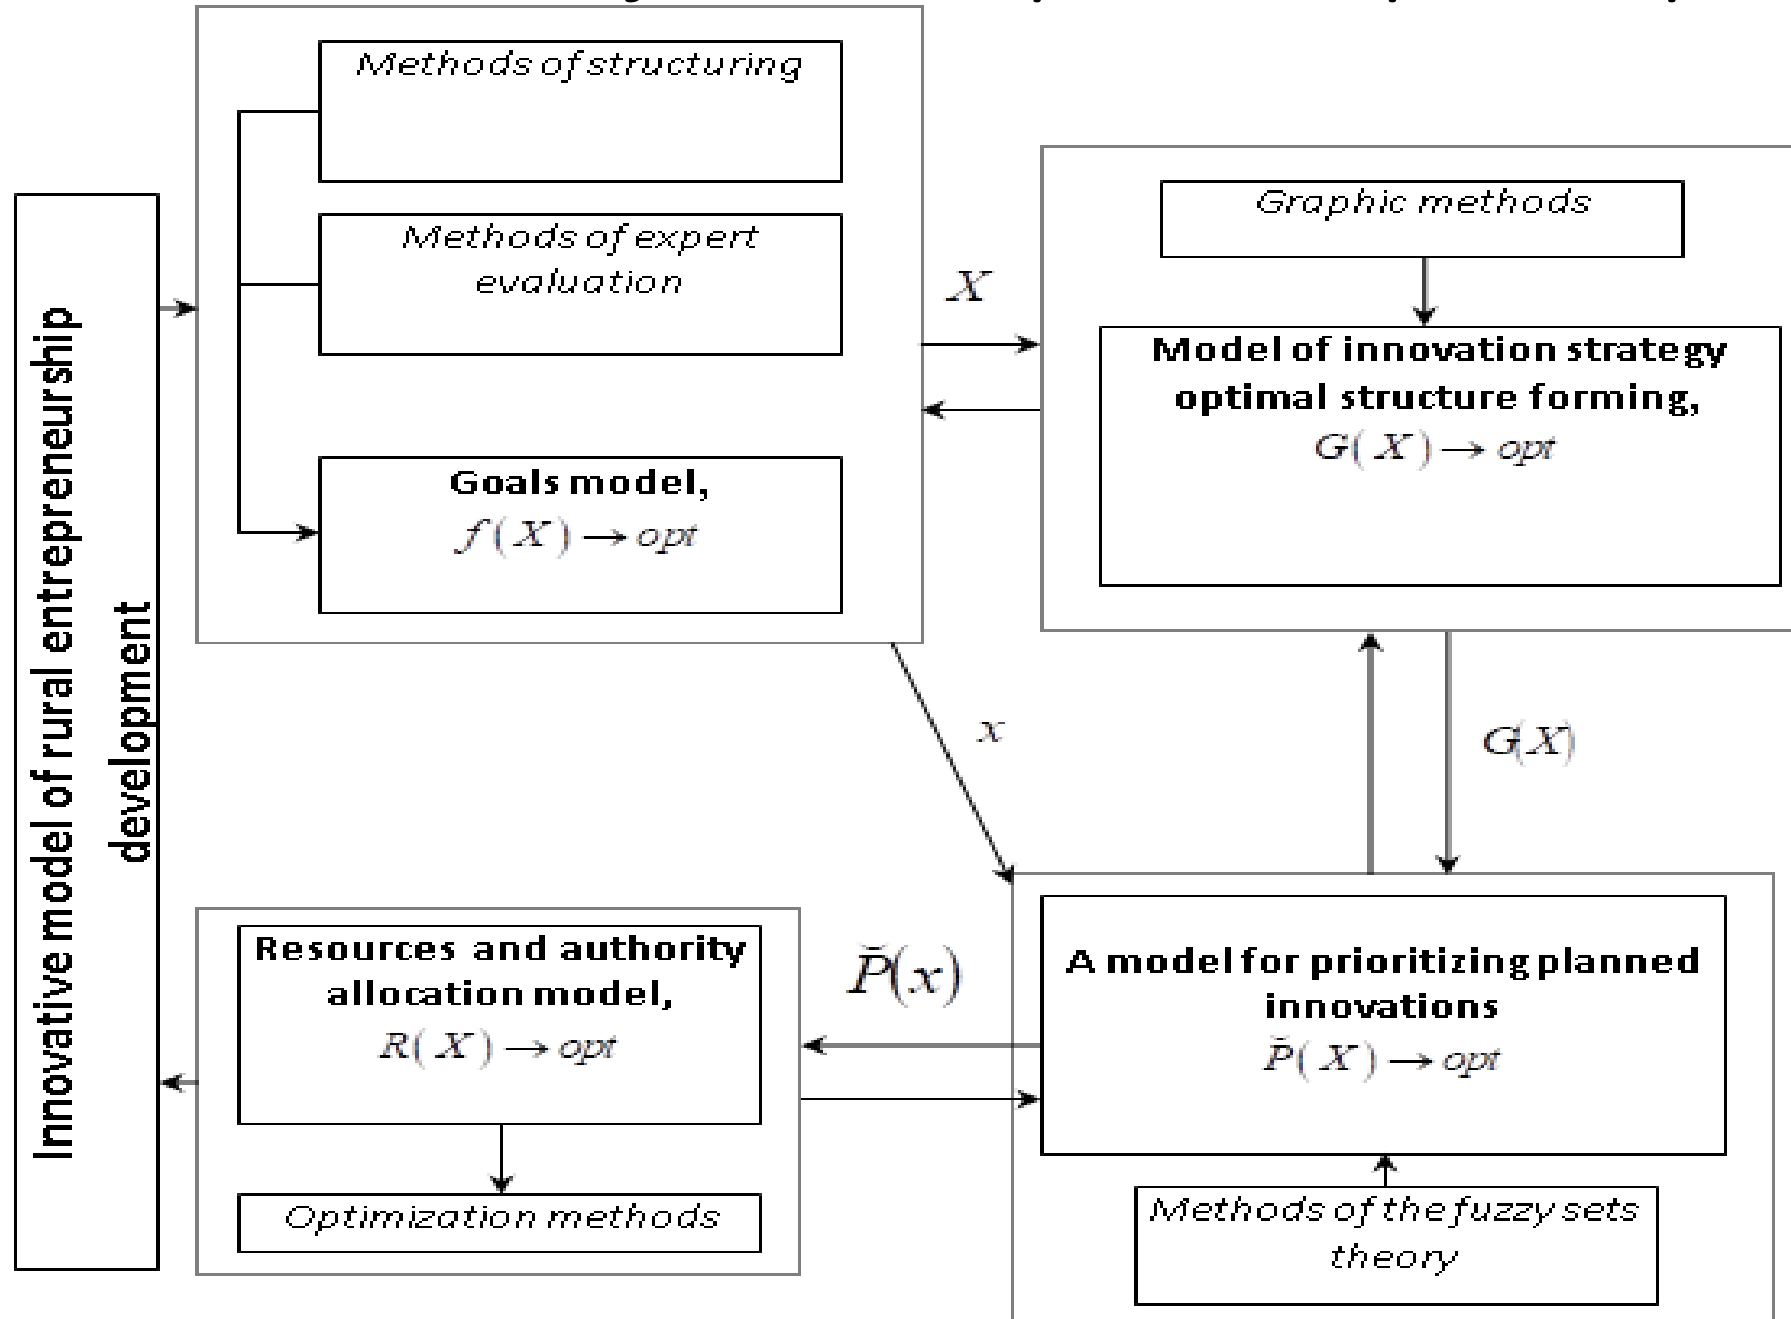 Innovative model of rural entrepreneurship
development
Methods of structuring
Methods of expert
evaluation
Goals model,
f(X) → opt
X
Graphic methods
Model of innovation strategy
optimal structure forming,
G(X) → opt
x
G(X)
Resources and authority
allocation model,
R(X) → opt
Optimization methods
P̆(x)
A model for prioritizing planned
innovations
P̆(X) → opt
Methods of the fuzzy sets
theory